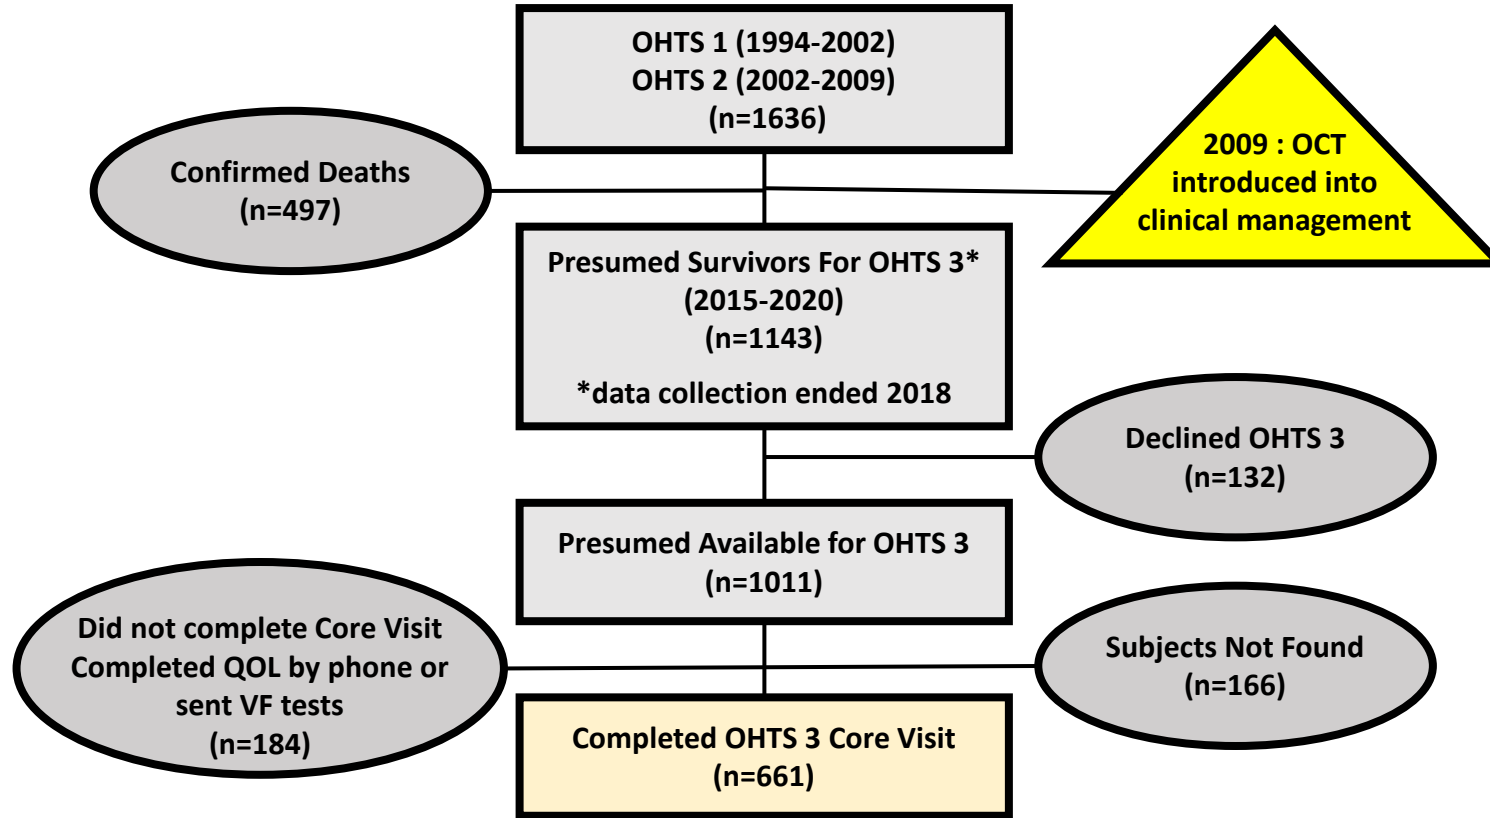 OHTS 1 (1994-2002)
OHTS 2 (2002-2009)
(n=1636)
Confirmed Deaths
(n=497)
2009 : OCT
introduced into
clinical management
Presumed Survivors For OHTS 3*
(2015-2020)
(n=1143)
*data collection ended 2018
Declined OHTS 3
(n=132)
Presumed Available for OHTS 3
(n=1011)
Did not complete Core Visit
Completed QOL by phone or
sent VF tests
(n=184)
Subjects Not Found
(n=166)
Completed OHTS 3 Core Visit
(n=661)